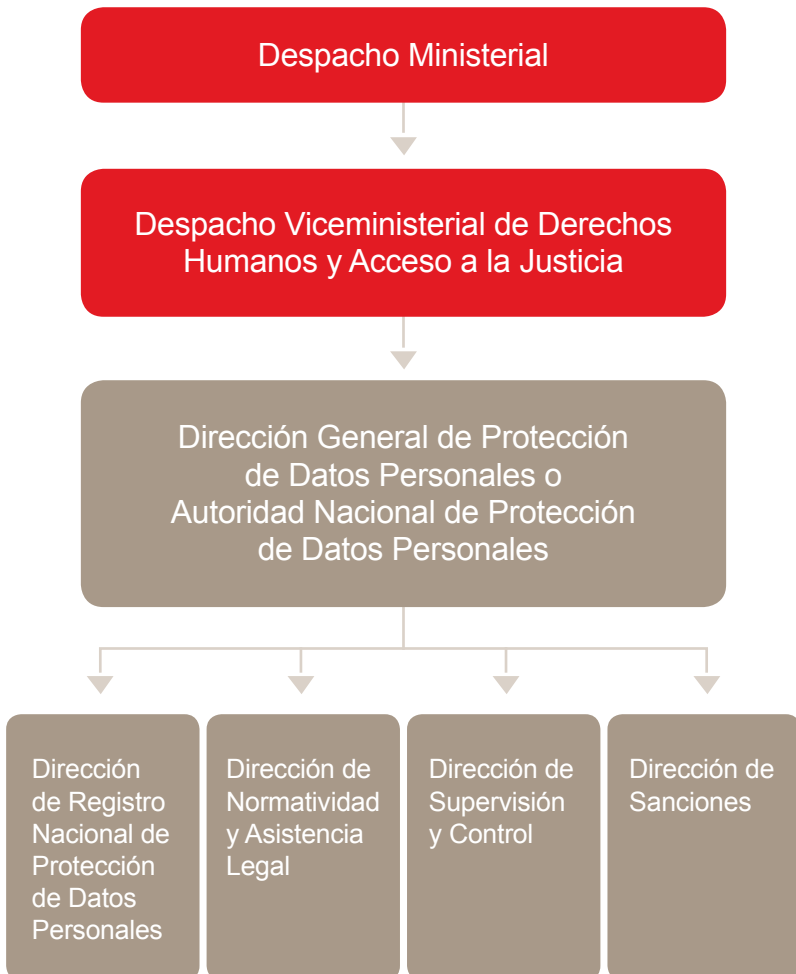 Despacho Ministerial
Despacho Viceministerial de Derechos
Humanos y Acceso a la Justicia
Dirección General de Protección
de Datos Personales o
Autoridad Nacional de Protección
de Datos Personales
Dirección
de Registro
Nacional de
Protección
de Datos
Personales
Dirección de
Normatividad
y Asistencia
Legal
Dirección de
Supervisión
y Control
Dirección de
Sanciones